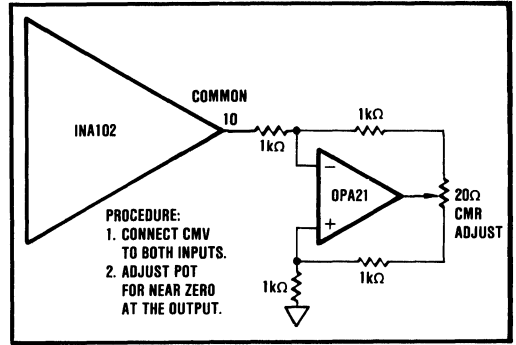 COMMON
10
INA102
1kΩ
1kΩ
OPA21
−
+
20Ω
CMR
ADJUST
1kΩ
1kΩ
PROCEDURE:
1. CONNECT CMV
TO BOTH INPUTS.
2. ADJUST POT
FOR NEAR ZERO
AT THE OUTPUT.